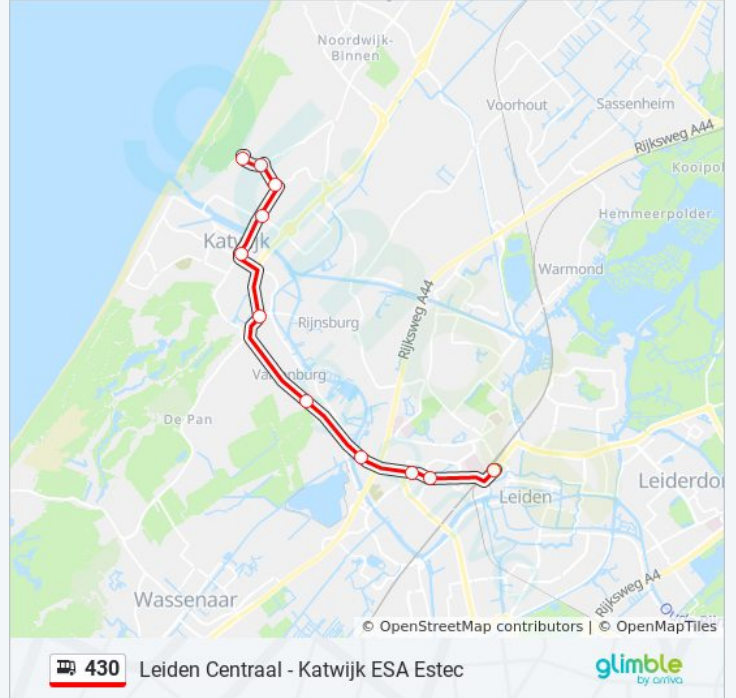 Noordwijk-
Binnen
Voorhout
Sassenheim
Rijksweg A44
Kooipol
Hemmeerpolder
Katwijk
Warmond
Rijksweg A44
Rijnsburg
Valkenburg
De Pan
Leiderdo
Leiden
Wassenaar
Rijksweg A4
© OpenStreetMap contributors | © OpenMapTiles
430 Leiden Centraal - Katwijk ESA Estec
glimble
by arriva